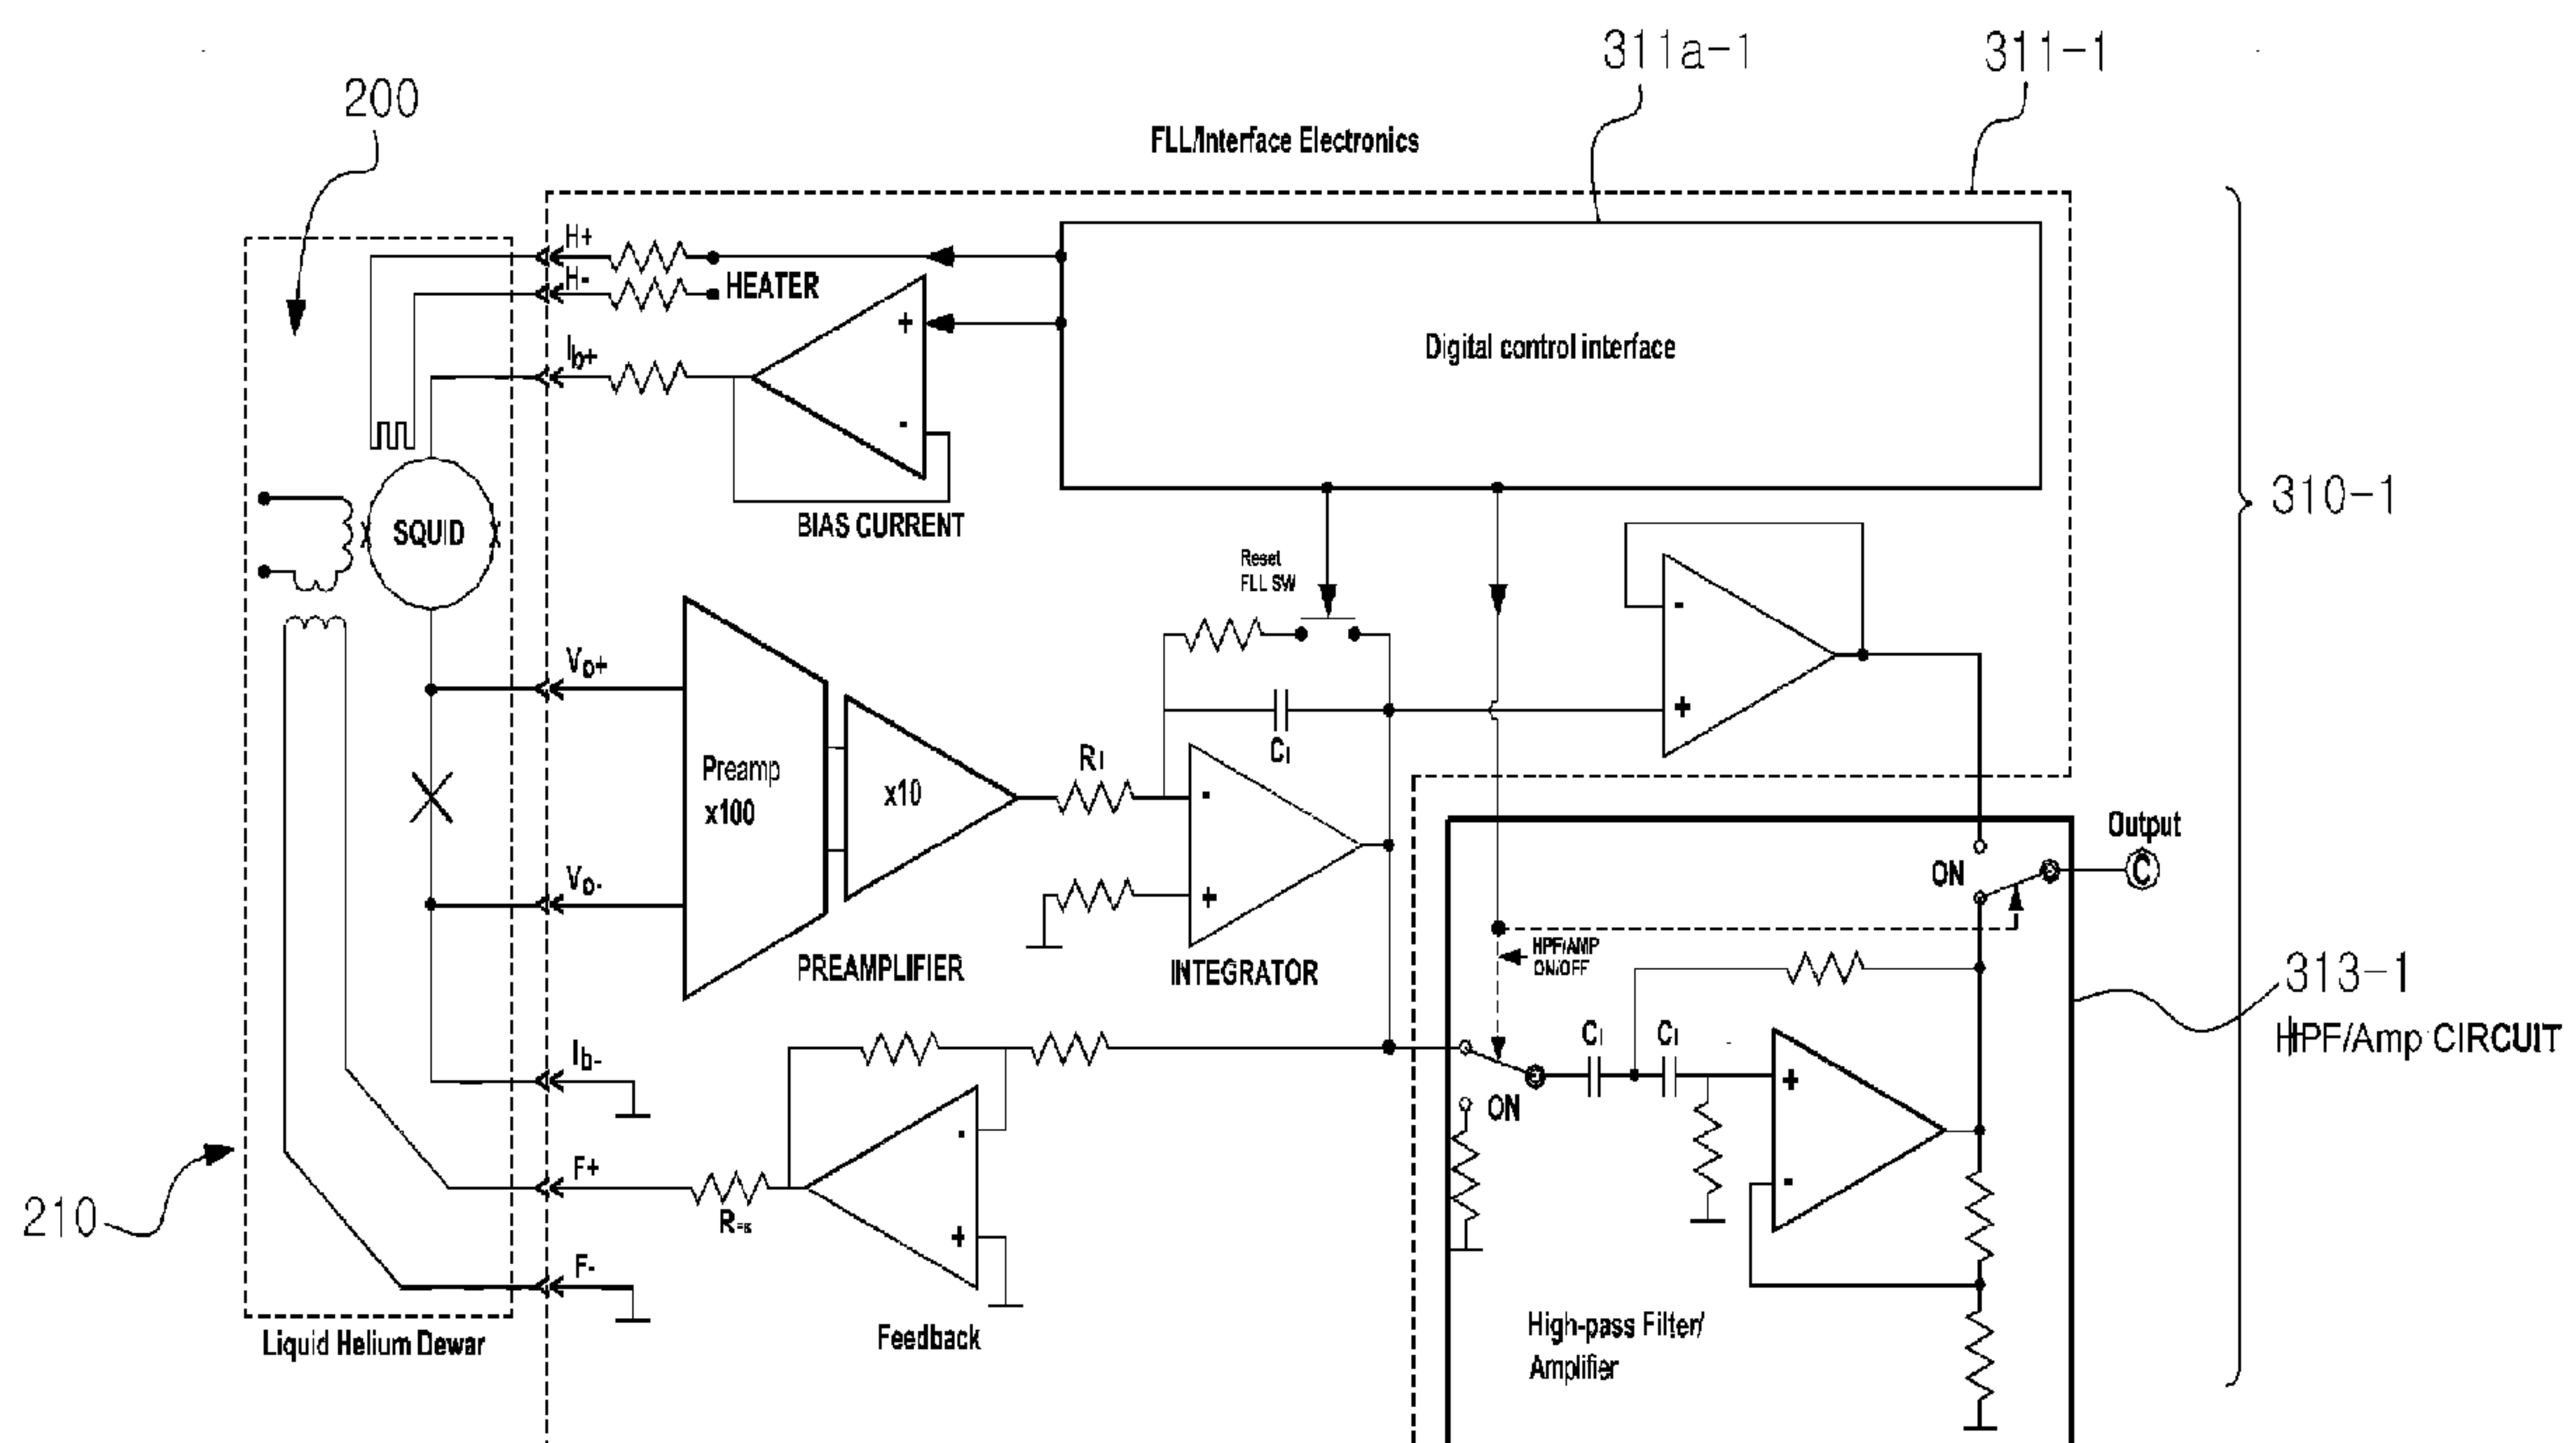 311a-1
311-1
200
FLL/Interface Electronics
H+
H-
HEATER
+
Digital control interface
Ib+
-
310-1
SQUID
BIAS CURRENT
Reset
FLL SW
-
Vo+
+
CI
RI
Preamp
x100
x10
-
Output
C
ON
Vo-
+
HPF/AMP
ON/OFF
PREAMPLIFIER
INTEGRATOR
313-1
HPF/Amp CIRCUIT
CI
CI
Ib-
+
ON
-
F+
-
210
+
F-
High-pass Filter/
Amplifier
Feedback
Liquid Helium Dewar